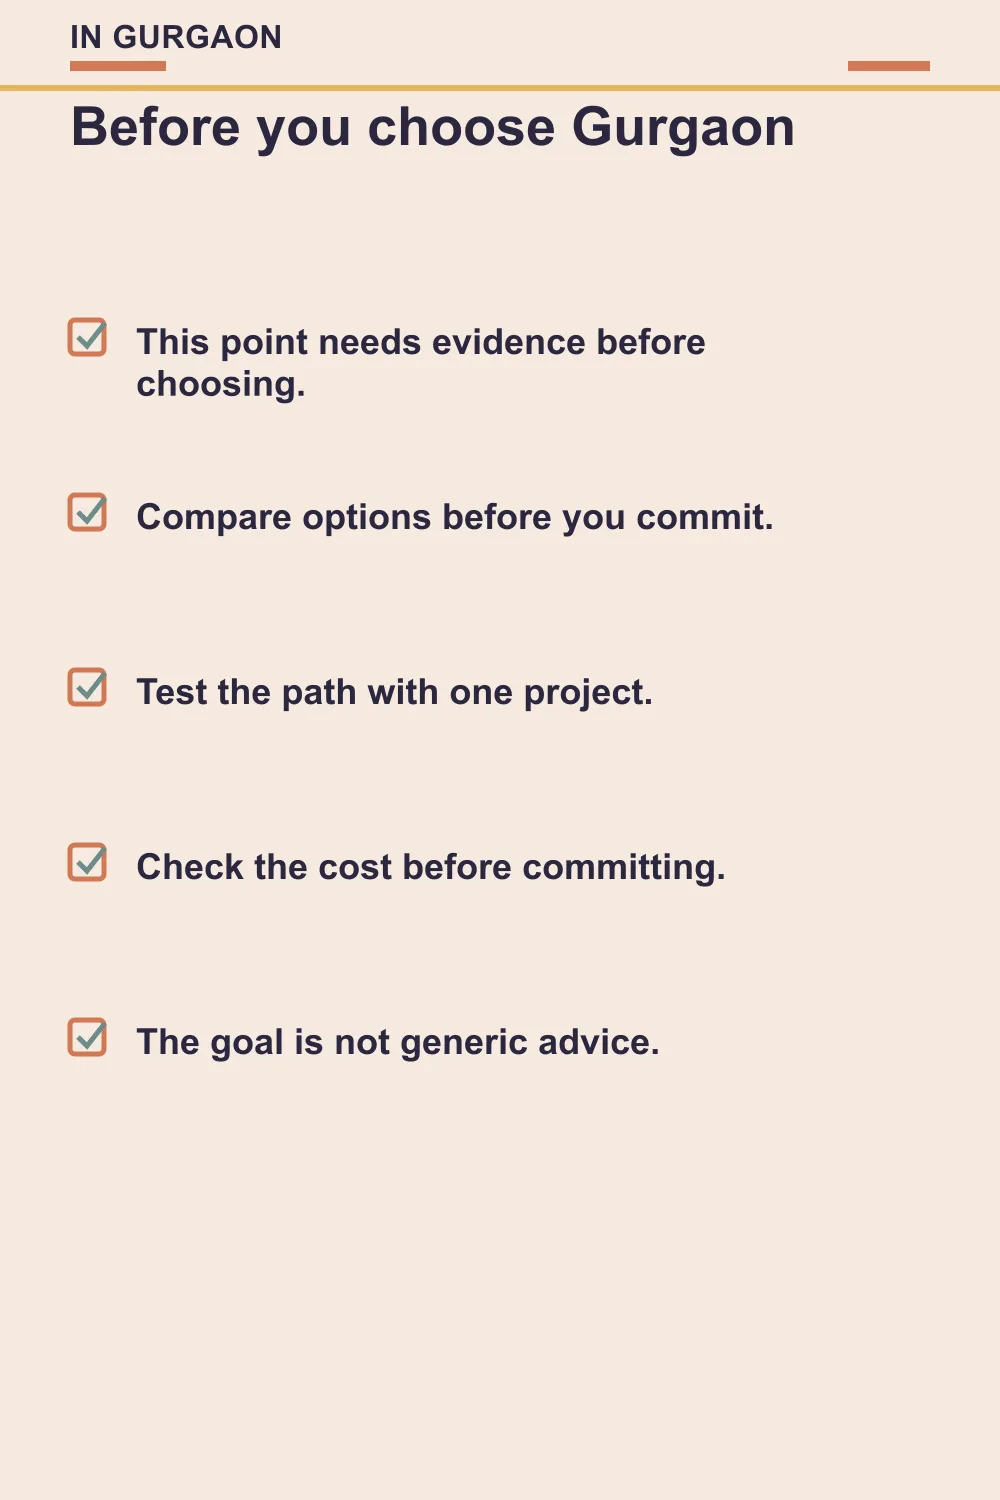 IN GURGAON
Before you choose Gurgaon
This point needs evidence before
choosing.
Compare options before you commit.
Test the path with one project.
Check the cost before committing.
The goal is not generic advice.